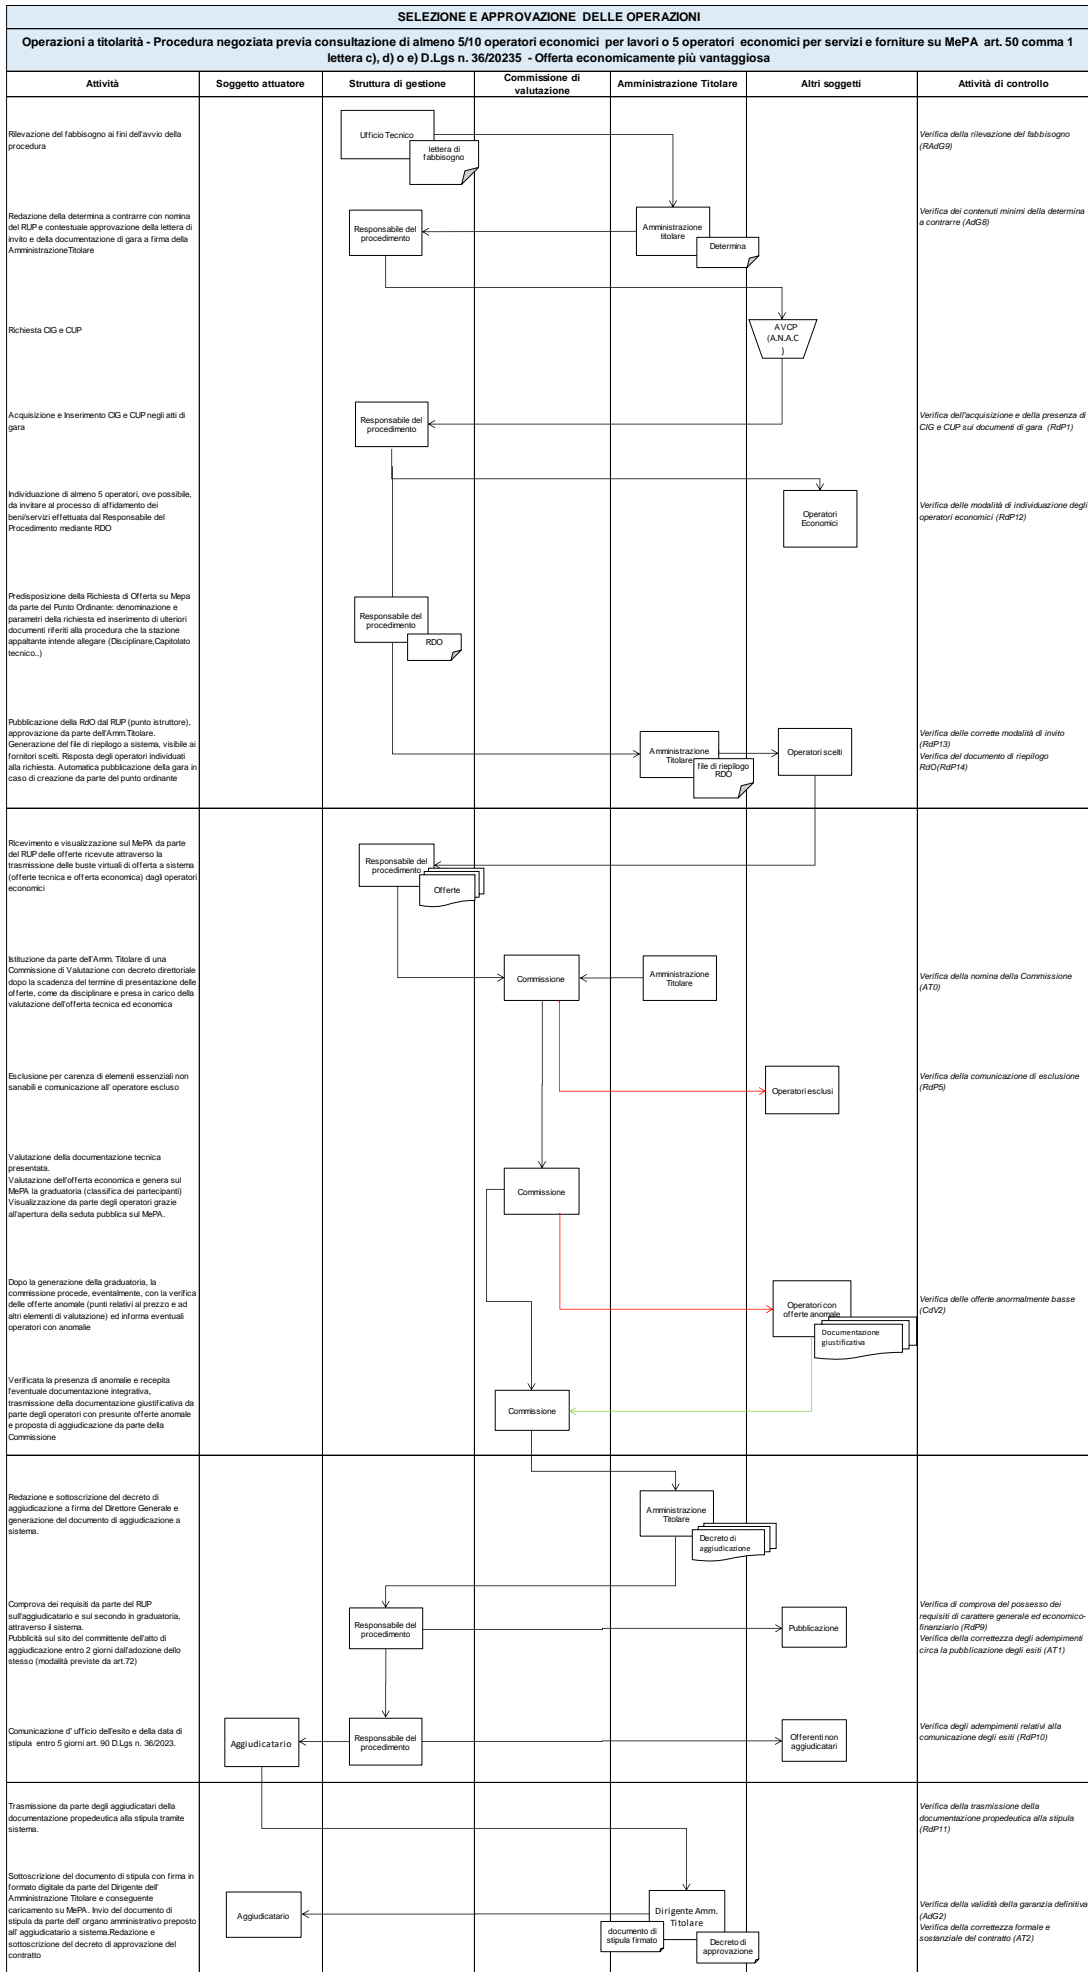 SELEZIONE E APPROVAZIONE DELLE OPERAZIONI
Operazioni a titolarità - Procedura negoziata previa consultazione di almeno 5/10 operatori economici per lavori o 5 operatori economici per servizi e forniture su MePA art. 50 comma 1
lettera c), d) o e) D.Lgs n. 36/20235 - Offerta economicamente più vantaggiosa
Attività
Soggetto attuatore
Struttura di gestione
Commissione di
valutazione
Amministrazione Titolare
Altri soggetti
Attività di controllo
Rilevazione del fabbisogno ai fini dell'avvio della
procedura
Ufficio Tecnico
lettera di
fabbisogno
Verifica della rilevazione del fabbisogno
(RAdG9)
Redazione della determina a contrarre con nomina
del RUP e contestuale approvazione della lettera di
invito e della documentazione di gara a firma della
AmministrazioneTitolare
Responsabile del
procedimento
Amministrazione
titolare
Determina
Verifica dei contenuti minimi della determina
a contrarre (AdG8)
Richiesta CIG e CUP
AVCP
(A.N.A.C
)
Acquisizione e Inserimento CIG e CUP negli atti di
gara
Responsabile del
procedimento
Verifica dell'acquisizione e della presenza di
CIG e CUP sui documenti di gara (RdP1)
Individuazione di almeno 5 operatori, ove possibile,
da invitare al processo di affidamento dei
beni/servizi effettuata dal Responsabile del
Procedimento mediante RDO
Operatori
Economici
Verifica delle modalità di individuazione degli
operatori economici (RdP12)
Predisposizione della Richiesta di Offerta su Mepa
da parte del Punto Ordinante: denominazione e
parametri della richiesta ed inserimento di ulteriori
documenti riferiti alla procedura che la stazione
appaltante intende allegare (Disciplinare,Capitolato
tecnico..)
Responsabile del
procedimento
RDO
Pubblicazione della RdO dal RUP (punto istruttore),
approvazione da parte dell'Amm.Titolare.
Generazione del file di riepilogo a sistema, visibile ai
fornitori scelti. Risposta degli operatori individuati
alla richiesta. Automatica pubblicazione della gara in
caso di creazione da parte del punto ordinante
Amministrazione
Titolare
file di riepilogo
RDO
Operatori scelti
Verifica delle corrette modalità di invito
(RdP13)
Verifica del documento di riepilogo
RdO(RdP14)
Ricevimento e visualizzazione sul MePA da parte
del RUP delle offerte ricevute attraverso la
trasmissione delle buste virtuali di offerta a sistema
(offerte tecnica e offerta economica) dagli operatori
economici
Responsabile del
procedimento
Offerte
Istituzione da parte dell'Amm. Titolare di una
Commissione di Valutazione con decreto direttoriale
dopo la scadenza del termine di presentazione delle
offerte, come da disciplinare e presa in carico della
valutazione dell'offerta tecnica ed economica
Commissione
Amministrazione
Titolare
Verifica della nomina della Commissione
(AT0)
Esclusione per carenza di elementi essenziali non
sanabili e comunicazione all' operatore escluso
Operatori esclusi
Verifica della comunicazione di esclusione
(RdP5)
Valutazione della documentazione tecnica
presentata.
Valutazione dell'offerta economica e genera sul
MePA la graduatoria (classifica dei partecipanti)
Visualizzazione da parte degli operatori grazie
all'apertura della seduta pubblica sul MePA.
Commissione
Dopo la generazione della graduatoria, la
commissione procede, eventalmente, con la verifica
delle offerte anomale (punti relativi al prezzo e ad
altri elementi di valutazione) ed informa eventuali
operatori con anomalie
Operatori con
offerte anomale
Documentazione
giustificativa
Verifica delle offerte anormalmente basse
(CdV2)
Verificata la presenza di anomalie e recepita
l'eventuale documentazione integrativa,
trasmissione della documentazione giustificativa da
parte degli operatori con presunte offerte anomale
e proposta di aggiudicazione da parte della
Commissione
Commissione
Redazione e sottoscrizione del decreto di
aggiudicazione a firma del Direttore Generale e
generazione del documento di aggiudicazione a
sistema.
Amministrazione
Titolare
Decreto di
aggiudicazione
Comprova dei requisiti da parte del RUP
sull'aggiudicatario e sul secondo in graduatoria,
attraverso il sistema.
Pubblicità sul sito del committente dell'atto di
aggiudicazione entro 2 giorni dall'adozione dello
stesso (modalità previste da art.72)
Responsabile del
procedimento
Pubblicazione
Verifica di comprova del possesso dei
requisiti di carattere generale ed economico-
finanziario (RdP9)
Verifica della correttezza degli adempimenti
circa la pubblicazione degli esiti (AT1)
Comunicazione d' ufficio dell'esito e della data di
stipula entro 5 giorni art. 90 D.Lgs n. 36/2023.
Aggiudicatario
Responsabile del
procedimento
Offerenti non
aggiudicatari
Verifica degli adempimenti relativi alla
comunicazione degli esiti (RdP10)
Trasmissione da parte degli aggiudicatari della
documentazione propedeutica alla stipula tramite
sistema.
Verifica della trasmissione della
documentazione propedeutica alla stipula
(RdP11)
Sottoscrizione del documento di stipula con firma in
formato digitale da parte del Dirigente dell'
Amministrazione Titolare e conseguente
caricamento su MePA. Invio del documento di
stipula da parte dell' organo amministrativo preposto
all' aggiudicatario a sistema.Redazione e
sottoscrizione del decreto di approvazione del
contratto
Aggiudicatario
Dirigente Amm.
Titolare
documento di
stipula firmato
Decreto di
approvazione
Verifica della validità della garanzia definitiva
(AdG2)
Verifica della correttezza formale e
sostanziale del contratto (AT2)